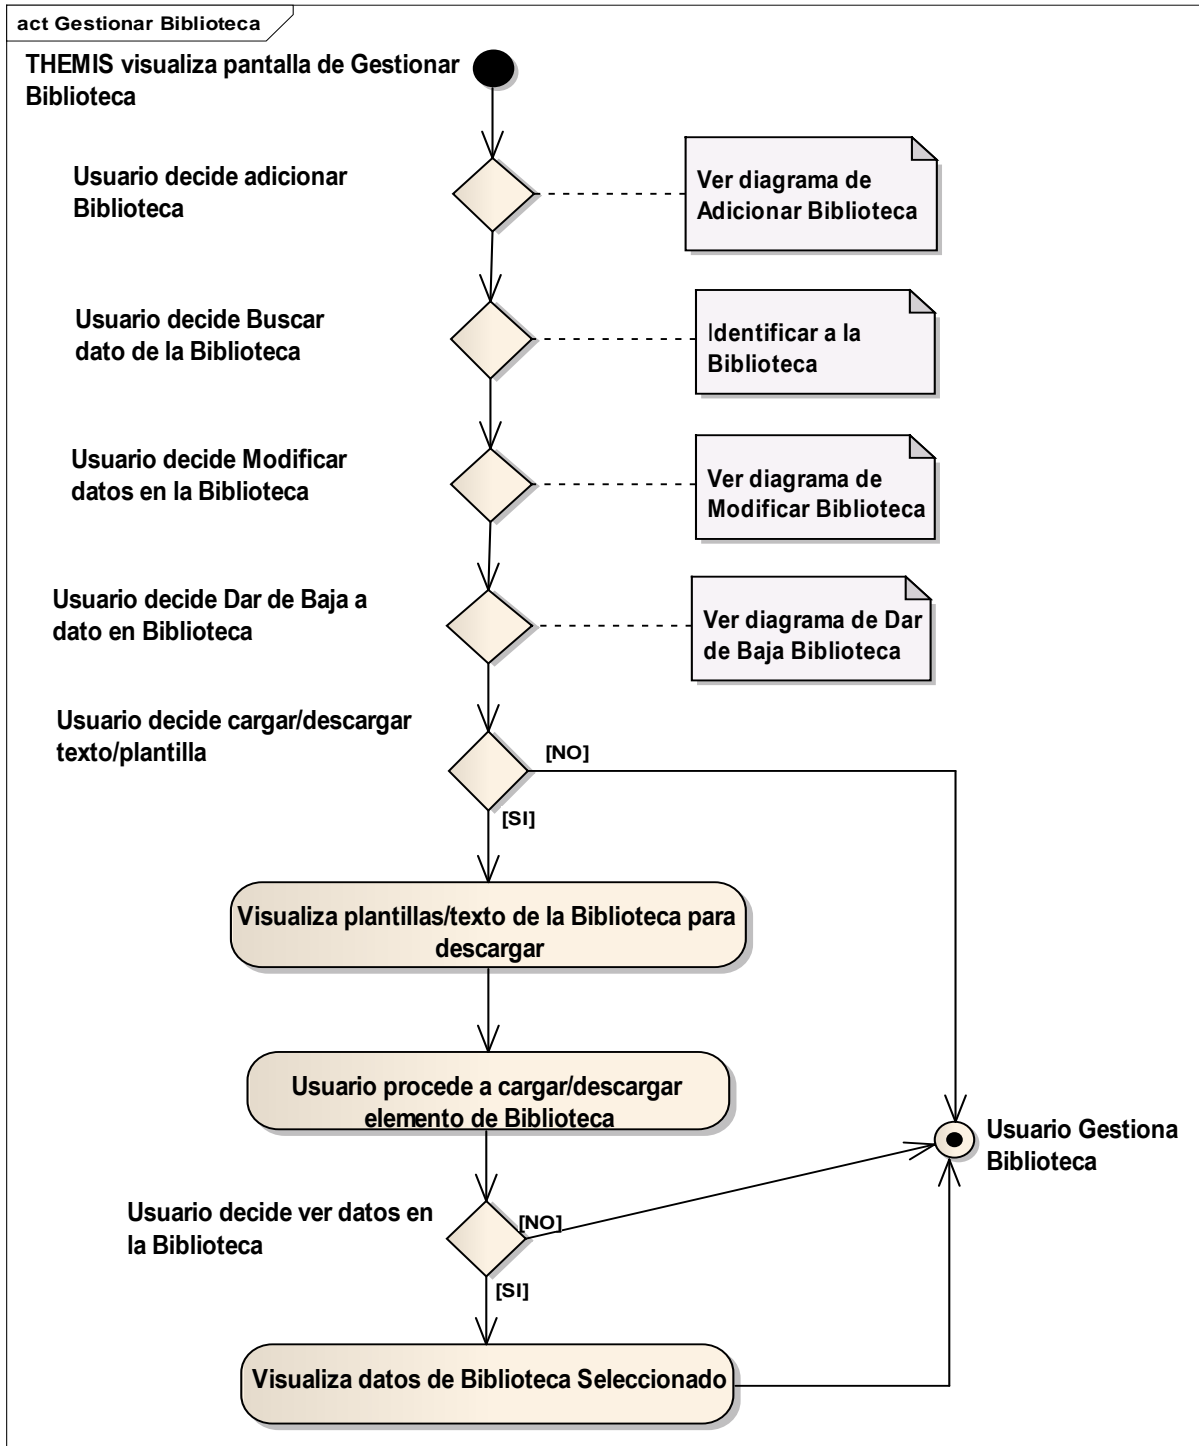 act Gestionar Biblioteca
THEMIS visualiza pantalla de Gestionar
Biblioteca
Usuario decide adicionar
Biblioteca
Ver diagrama de
Adicionar Biblioteca
Usuario decide Buscar
dato de la Biblioteca
Identificar a la
Biblioteca
Usuario decide Modificar
datos en la Biblioteca
Ver diagrama de
Modificar Biblioteca
Usuario decide Dar de Baja a
dato en Biblioteca
Ver diagrama de Dar
de Baja Biblioteca
Usuario decide cargar/descargar
texto/plantilla
[NO]
[SI]
Visualiza plantillas/texto de la Biblioteca para
descargar
Usuario procede a cargar/descargar
elemento de Biblioteca
Usuario Gestiona
Biblioteca
Usuario decide ver datos en
la Biblioteca
[NO]
[SI]
Visualiza datos de Biblioteca Seleccionado